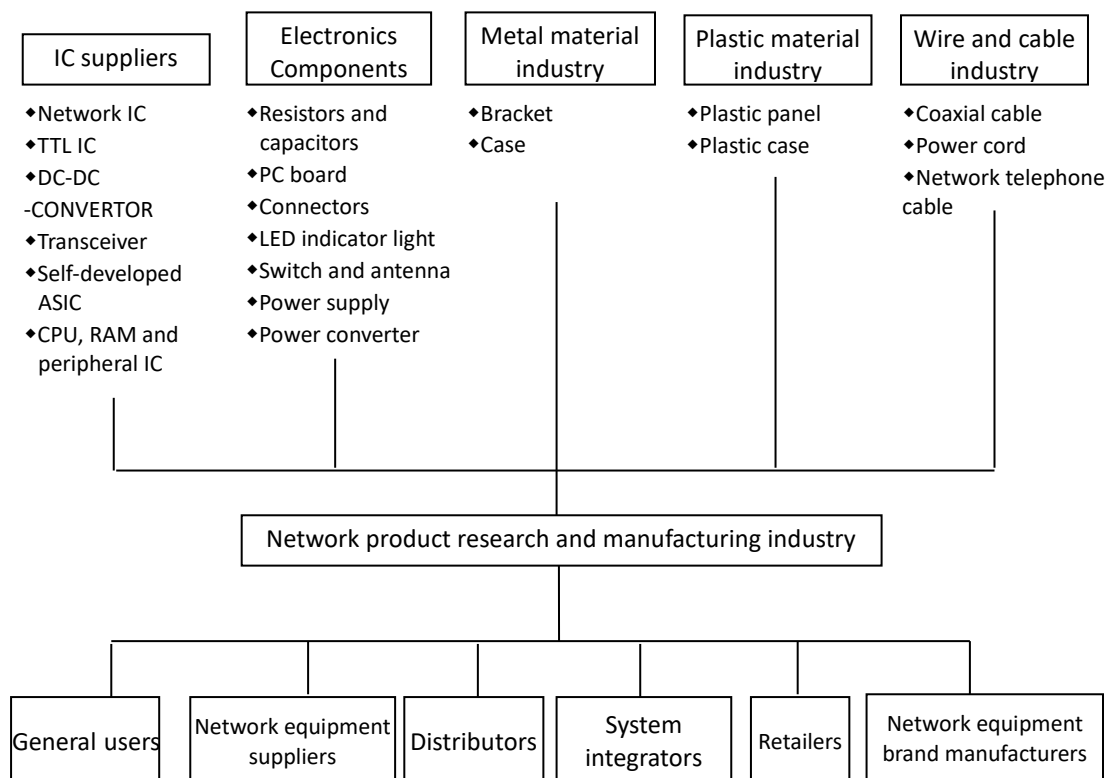 IC suppliers
◆Network IC
◆TTL IC
◆DC-DC
-CONVERTOR
◆Transceiver
◆Self-developed
ASIC
◆CPU, RAM and
peripheral IC
Electronics
Components
◆Resistors and
capacitors
◆PC board
◆Connectors
◆LED indicator light
◆Switch and antenna
◆Power supply
◆Power converter
Metal material
industry
◆Bracket
◆Case
Plastic material
industry
◆Plastic panel
◆Plastic case
Wire and cable
industry
◆Coaxial cable
◆Power cord
◆Network telephone
cable
Network product research and manufacturing industry
General users
Network equipment
suppliers
Distributors
System
integrators
Retailers
Network equipment
brand manufacturers